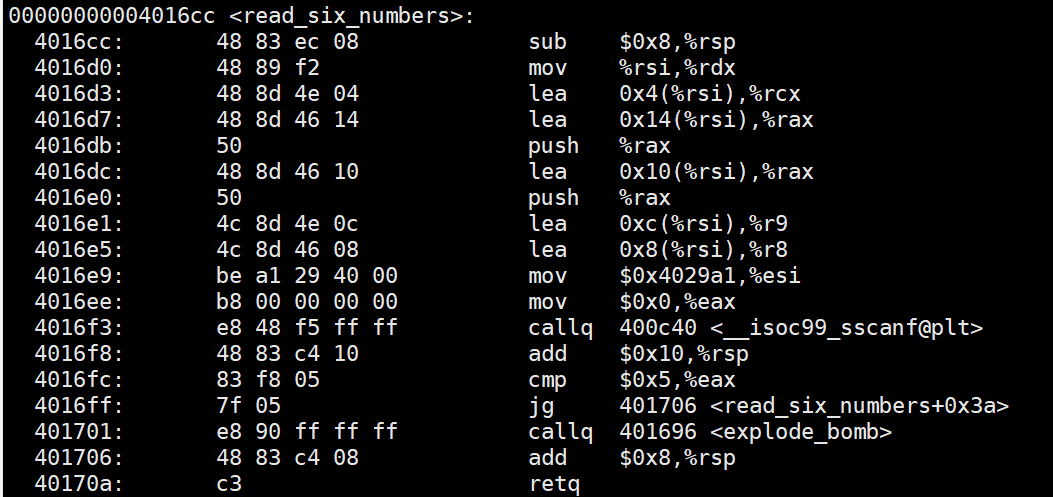 00000000004016cc <read_six_numbers>:
4016cc: 48 83 ec 08 sub $0x8,%rsp
4016d0: 48 89 f2 mov %rsi,%rdx
4016d3: 48 8d 4e 04 lea 0x4(%rsi),%rcx
4016d7: 48 8d 46 14 lea 0x14(%rsi),%rax
4016db: 50 push %rax
4016dc: 48 8d 46 10 lea 0x10(%rsi),%rax
4016e0: 50 push %rax
4016e1: 4c 8d 4e 0c lea 0xc(%rsi),%r9
4016e5: 4c 8d 46 08 lea 0x8(%rsi),%r8
4016e9: be a1 29 40 00 mov $0x4029a1,%esi
4016ee: b8 00 00 00 00 mov $0x0,%eax
4016f3: e8 48 f5 ff ff callq 400c40 <__isoc99_sscanf@plt>
4016f8: 48 83 c4 10 add $0x10,%rsp
4016fc: 83 f8 05 cmp $0x5,%eax
4016ff: 7f 05 jg 401706 <read_six_numbers+0x3a>
401701: e8 90 ff ff ff callq 401696 <explode_bomb>
401706: 48 83 c4 08 add $0x8,%rsp
40170a: c3 retq